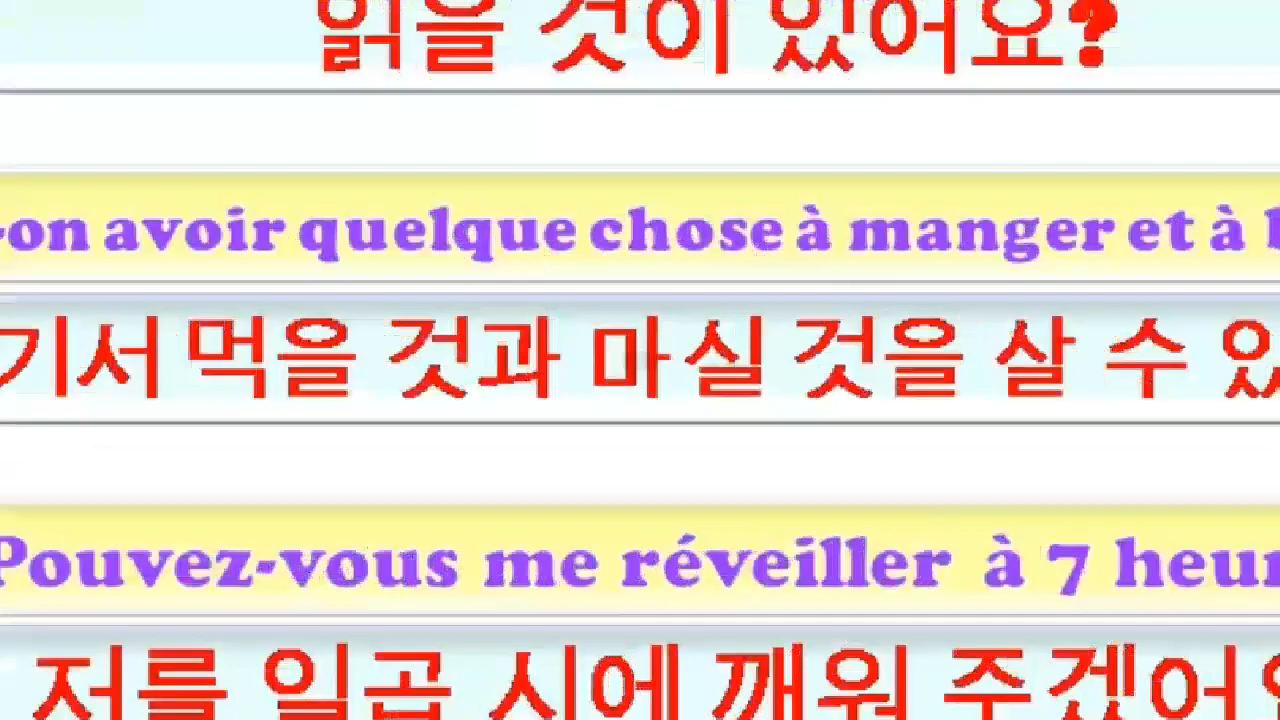 읽을 것이 있어요?
-on avoir quelque chose à manger et à
기서 먹을 것과 마실 것을 살 수 있
Pouvez-vous me réveiller à 7 heur
저를 일곱 시에 깨워 주겠어